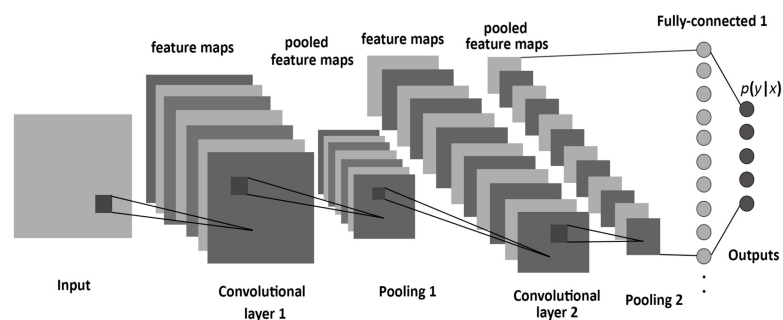 Fully-connected 1
feature maps
pooled
feature maps
feature maps
pooled
feature maps
p(y|x)
Input
Convolutional
layer 1
Pooling 1
Convolutional
layer 2
Pooling 2
Outputs